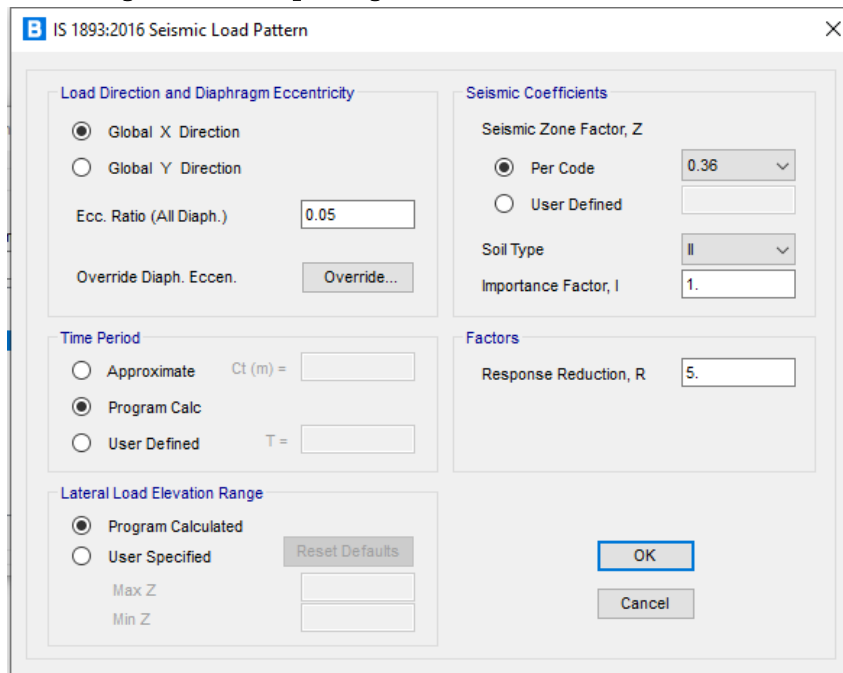 B IS 1893:2016 Seismic Load Pattern
Load Direction and Diaphragm Eccentricity
Global X Direction
Global Y Direction
Ecc. Ratio (All Diaph.) 0.05
Override Diaph. Eccen. Override...
Seismic Coefficients
Seismic Zone Factor, Z
Per Code 0.36
User Defined
Soil Type II
Importance Factor, I 1.
Time Period
Approximate Ct (m) =
Program Calc
User Defined T =
Factors
Response Reduction, R 5.
Lateral Load Elevation Range
Program Calculated
User Specified Reset Defaults
Max Z
Min Z
OK
Cancel